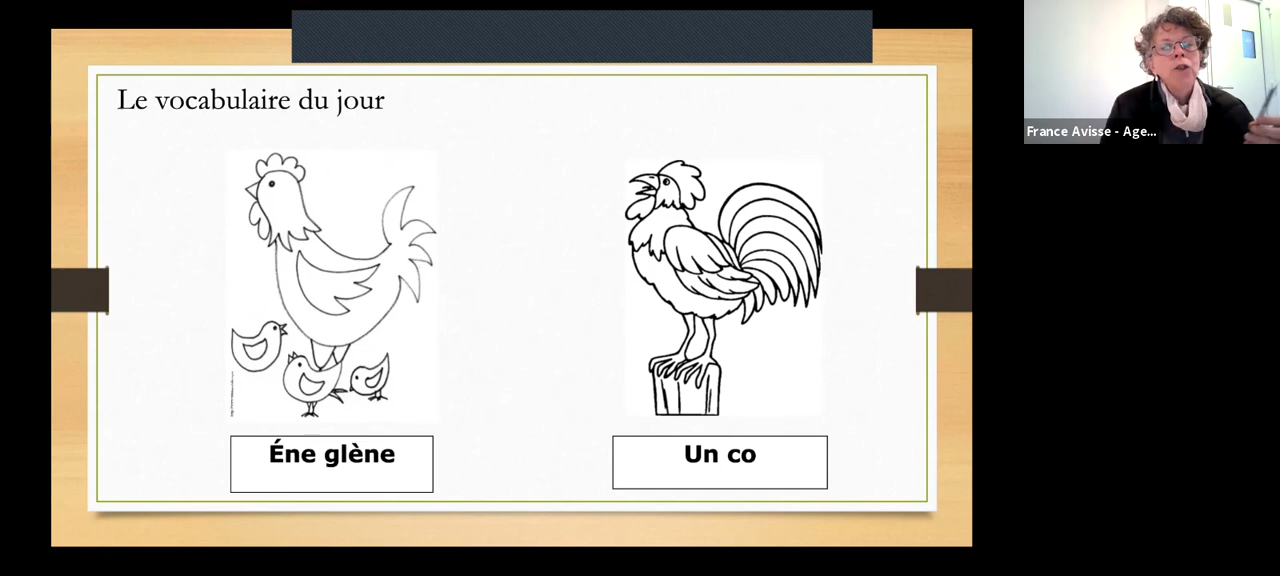 Le vocabulaire du jour
Éne glène
Un co
France Avisse - Age...